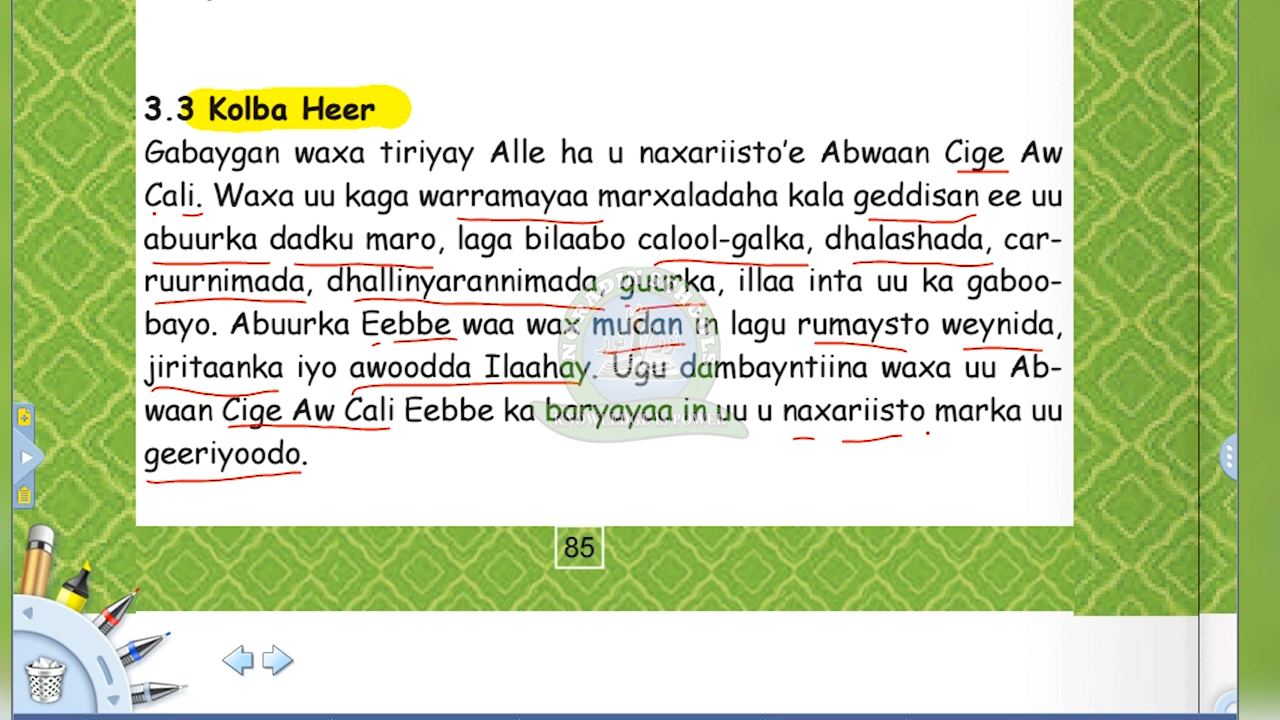 3.3 Kolba Heer
Gabaygan waxa tiriyay Alle ha u naxariisto’e Abwaan Cige Aw
Cali. Waxa uu kaga warramayaa marxaladaha kala geddisan ee uu
abuurka dadku maro, laga bilaabo calool-galka, dhalashada, car-
ruurnimada, dhallinyarannimada, guurka, illaa inta uu ka gaboo-
bayo. Abuurka Eebbe waa wax mudan in lagu rumaysto weynida,
jiritaanka iyo awoodda Ilaahay. Ugu dambayntiina waxa uu Ab-
waan Cige Aw Cali Eebbe ka baryayaa in uu u naxariisto marka uu
geeriyoodo.
KNOWLEDGE IS POWER
85